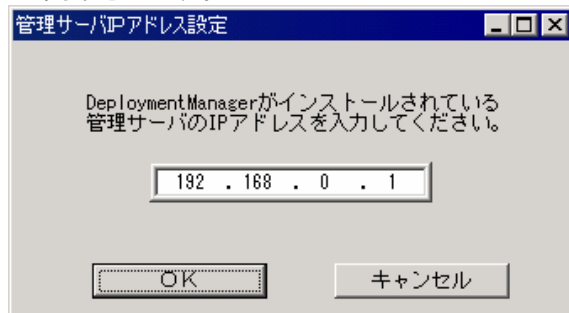 管理サーバIPアドレス設定
DeploymentManagerがインストールされている
管理サーバのIPアドレスを入力してください。
192 . 168 . 0 . 1
OK
キャンセル